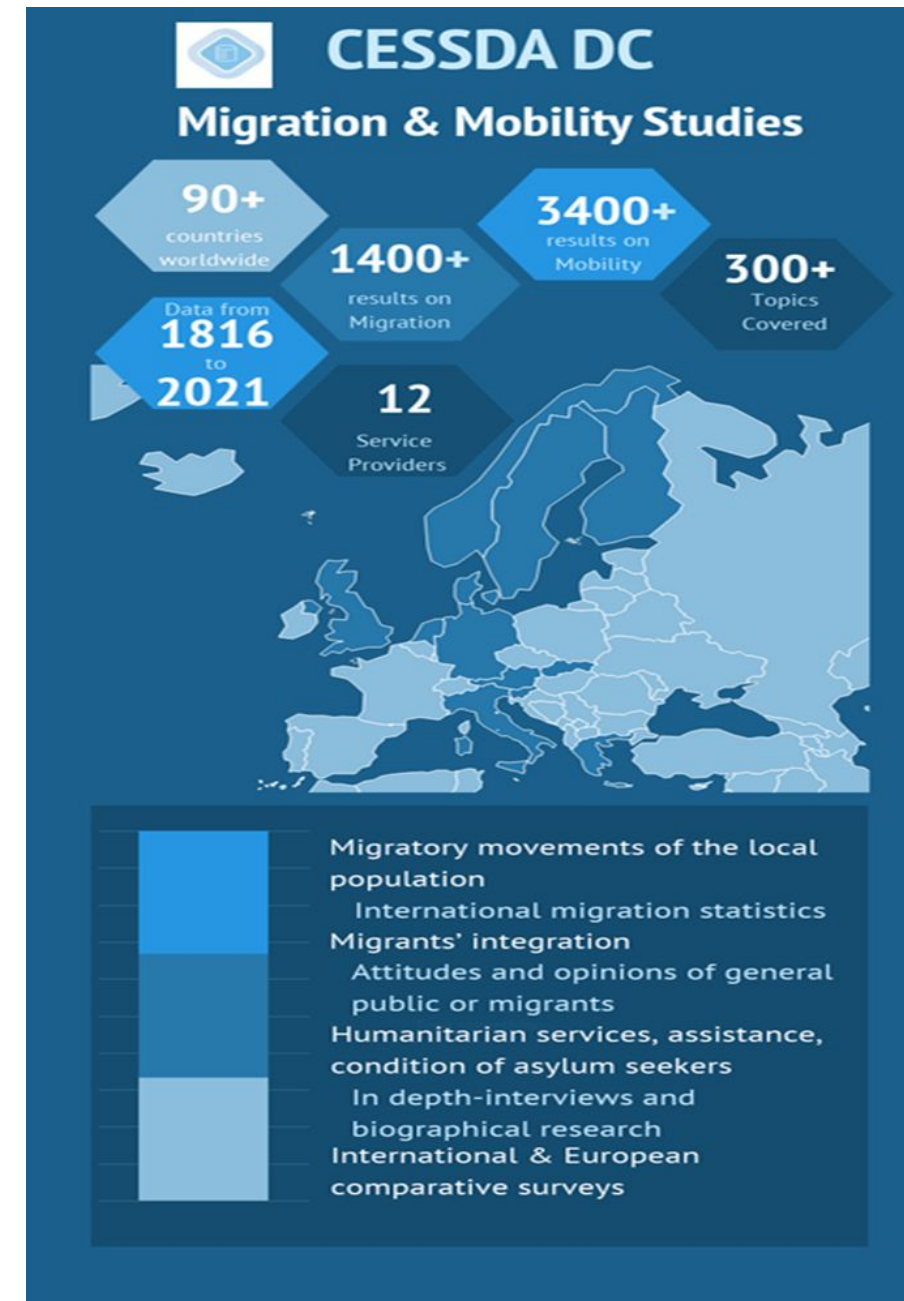 CESSDA DC
Migration & Mobility Studies
90+
countries
worldwide
1400+
results on
Migration
3400+
results on
Mobility
300+
Topics
Covered
Data from
1816
to
2021
12
Service
Providers
Migratory movements of the local
population
International migration statistics
Migrants’ integration
Attitudes and opinions of general
public or migrants
Humanitarian services, assistance,
condition of asylum seekers
In depth-interviews and
biographical research
International & European
comparative surveys